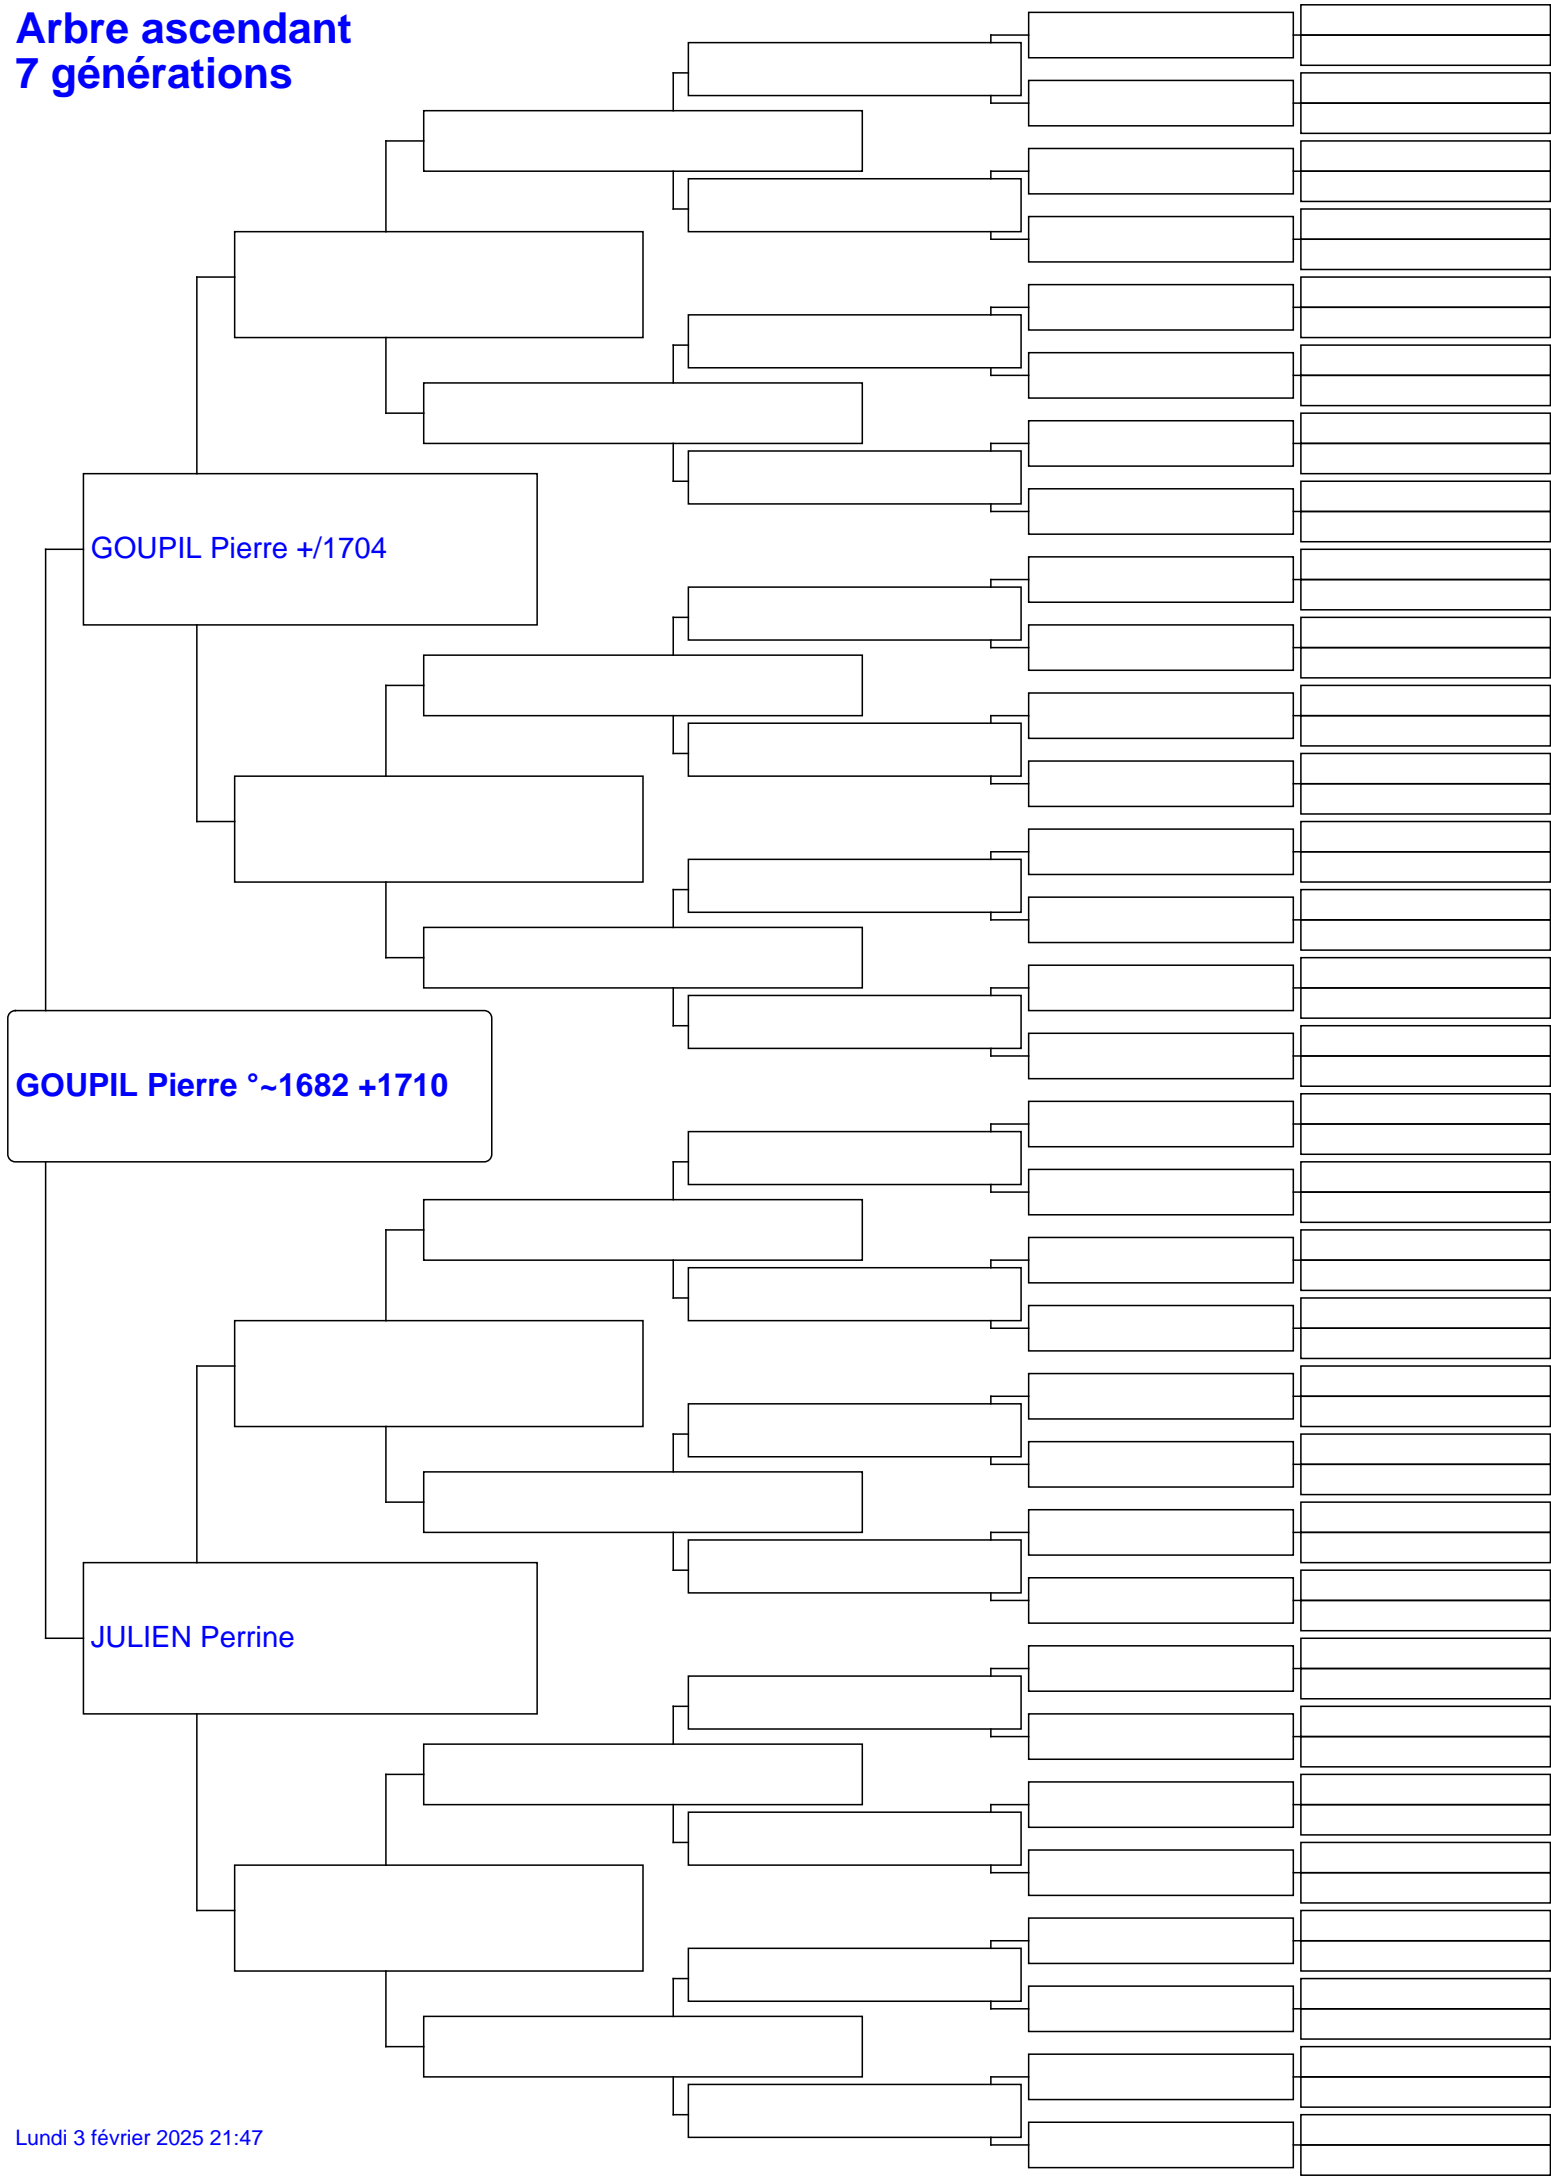 Arbre ascendant
7 générations
GOUPIL Pierre +/1704
GOUPIL Pierre °~1682 +1710
JULIEN Perrine
Lundi 3 février 2025 21:47